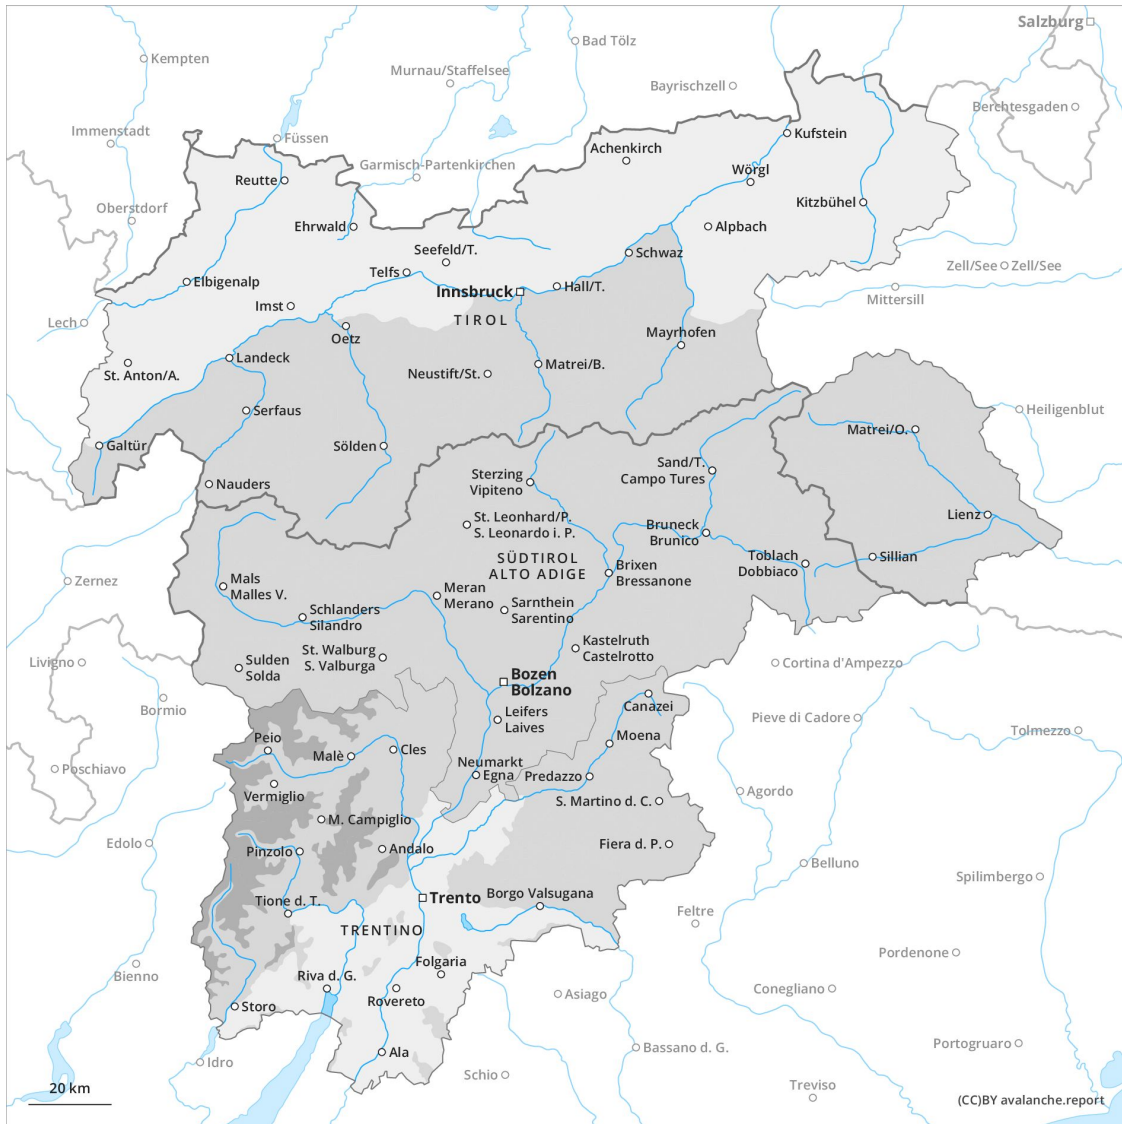 Salzburg
Bad Tölz
Kempten
Murnau/Staffelsee
Bayrischzell
Berchtesgaden
Immenstadt
Füssen
Kufstein
Achenkirch
Garmisch-Partenkirchen
Wörgl
Reutte
Kitzbühel
Oberstdorf
Ehrwald
Alpbach
Seefeld/T.
Schwaz
Zell/See
Zell/See
Telfs
Elbigenalp
Hall/T.
Innsbruck
Mittersill
Imst
Lech
TIROL
Oetz
Mayrhofen
Landeck
Matrei/B.
St. Anton/A.
Neustift/St.
Serfaus
Heiligenblut
Matrei/O.
Galtür
Sölden
Sand/T.
Campo Tures
Sterzing
Vipiteno
Nauders
Lienz
St. Leonhard/P.
S. Leonardo i. P.
Bruneck
Brunico
SÜDTIROL
ALTO ADIGE
Toblach
Dobbiaco
Sillian
Brixen
Bressanone
Zernez
Mals
Malles V.
Meran
Merano
Sarnthein
Sarentino
Schlanders
Silandro
St. Walburg
S. Valburga
Kastelruth
Castelrotto
Livigno
Sulden
Solda
Cortina d'Ampezzo
Bozen
Bolzano
Bormio
Canazei
Leifers
Laives
Pieve di Cadore
Tolmezzo
Moena
Peio
Malè
Cles
Neumarkt
Egna
Predazzo
Poschiavo
Vermiglio
Agordo
S. Martino d. C.
M. Campiglio
Edolo
Fiera d. P.
Pinzolo
Andalo
Belluno
Spilimbergo
Trento
Borgo Valsugana
Tione d. T.
Feltre
TRENTINO
Pordenone
Folgaria
Bienno
Riva d. G.
Rovereto
Conegliano
Asiago
Storo
Portogruaro
Bassano d. G.
Ala
Idro
Schio
Treviso
20 km
(CC)BY avalanche.report